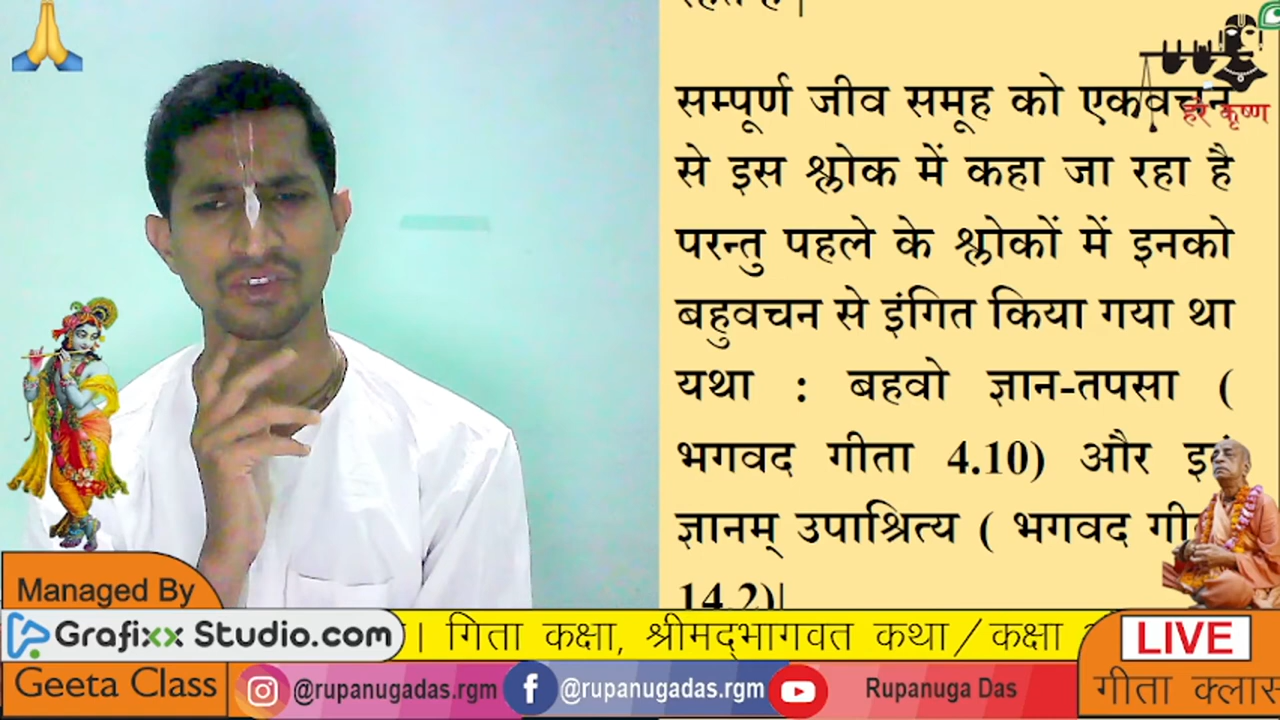 हरे कृष्ण
सम्पूर्ण जीव समूह को एकवचन
से इस श्लोक में कहा जा रहा है
परन्तु पहले के श्लोकों में इनको
बहुवचन से इंगित किया गया था
यथा : बहवो ज्ञान-तपसा (
भगवद गीता 4.10) और
ज्ञानम् उपाश्रित्य ( भगवद
14.2)|
Managed By
Grafixx Studio.com
| गिता कक्षा, श्रीमद्भागवत कथा/कक्षा
LIVE
Geeta Class
@rupanugadas.rgm
@rupanugadas.rgm
Rupanuga Das
गीता क्लास